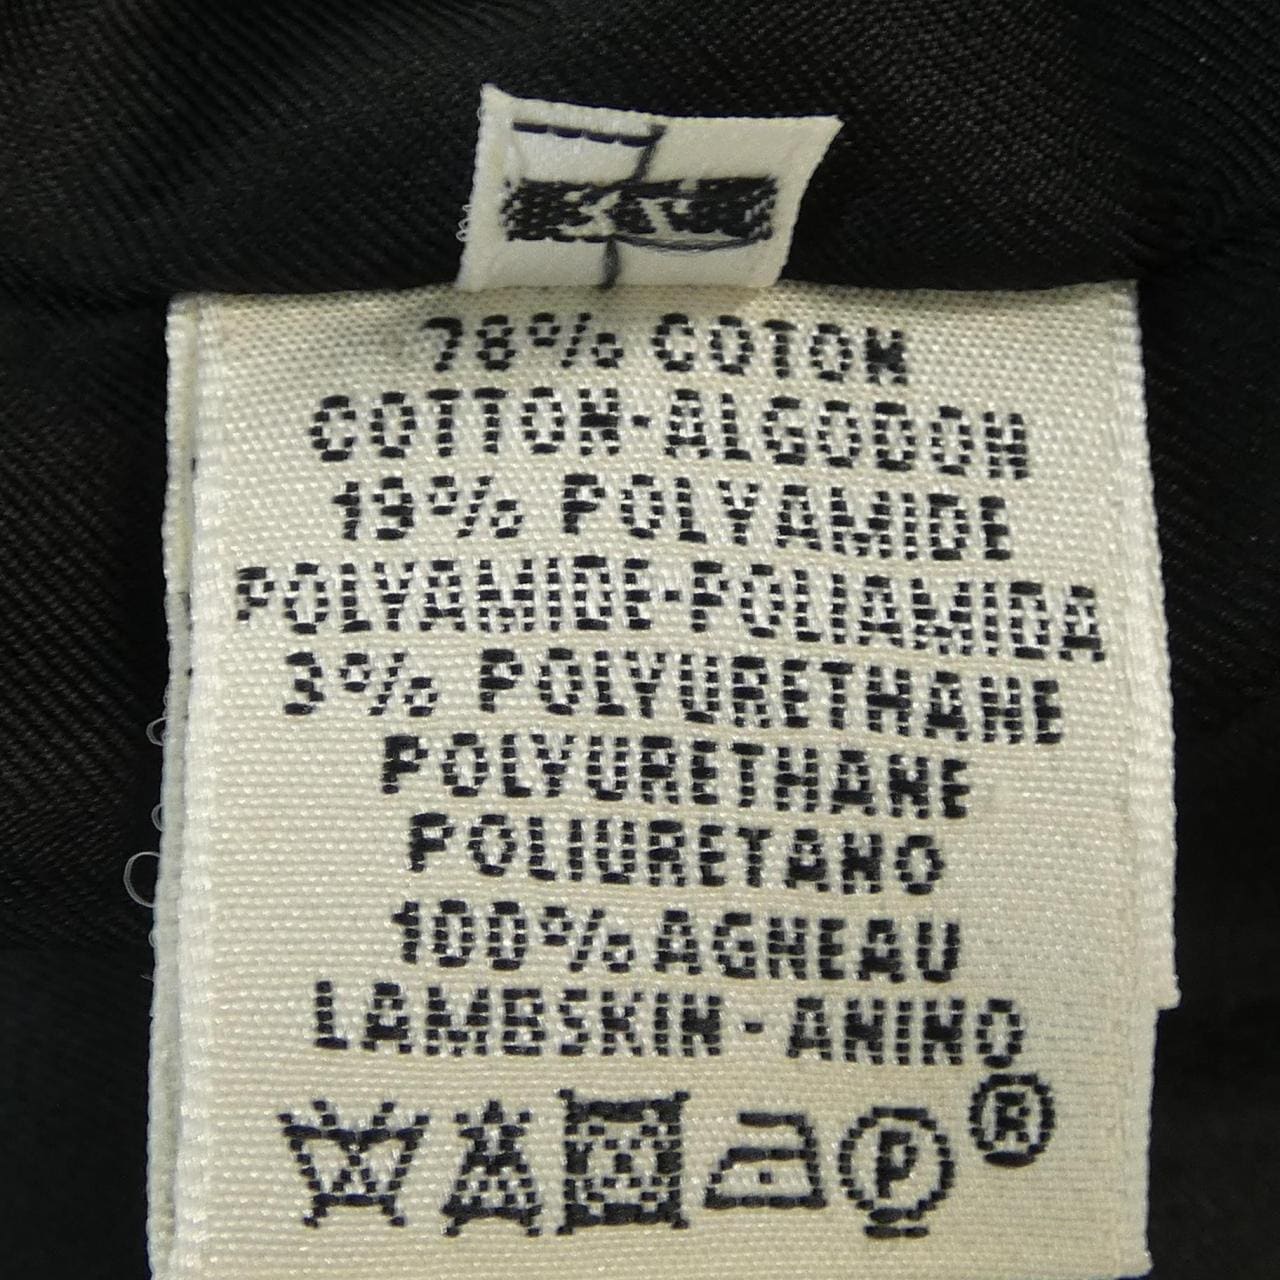 78% COTON
COTTON-ALGODON
19% POLYAMIDE
POLYAMIDE-POLIAMIDA
3% POLYURETHANE
POLYURETHANE
POLIURETANO
100% AGNEAU
LAMBSKIN - ANINO
P ®